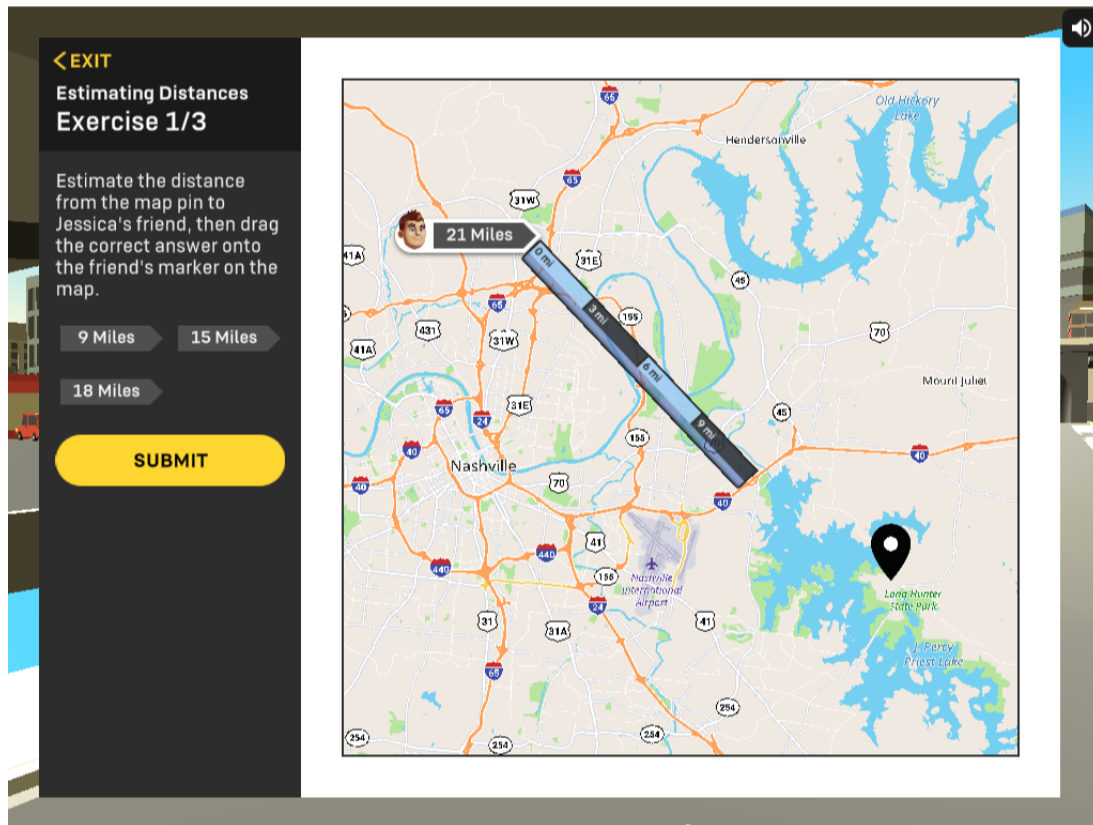 EXIT
Estimating Distances
Exercise 1/3
Estimate the distance
from the map pin to
Jessica's friend, then drag
the correct answer onto
the friend's marker on the
map.
9 Miles
15 Miles
18 Miles
SUBMIT
65
Old Hickory
Lake
Hendersonville
65
31W
21 Miles
41A
31E
0 mi
45
65
3 mi
155
431
31W
70
41A
6 mi
Mount Juliet
65
31E
45
24
9 mi
155
40
40
Nashville
40
70
40
41
440
440
155
Nashville
International
Airport
Long Hunter
State Park
24
31
31A
41
J. Percy
Priest Lake
65
254
254
254
254